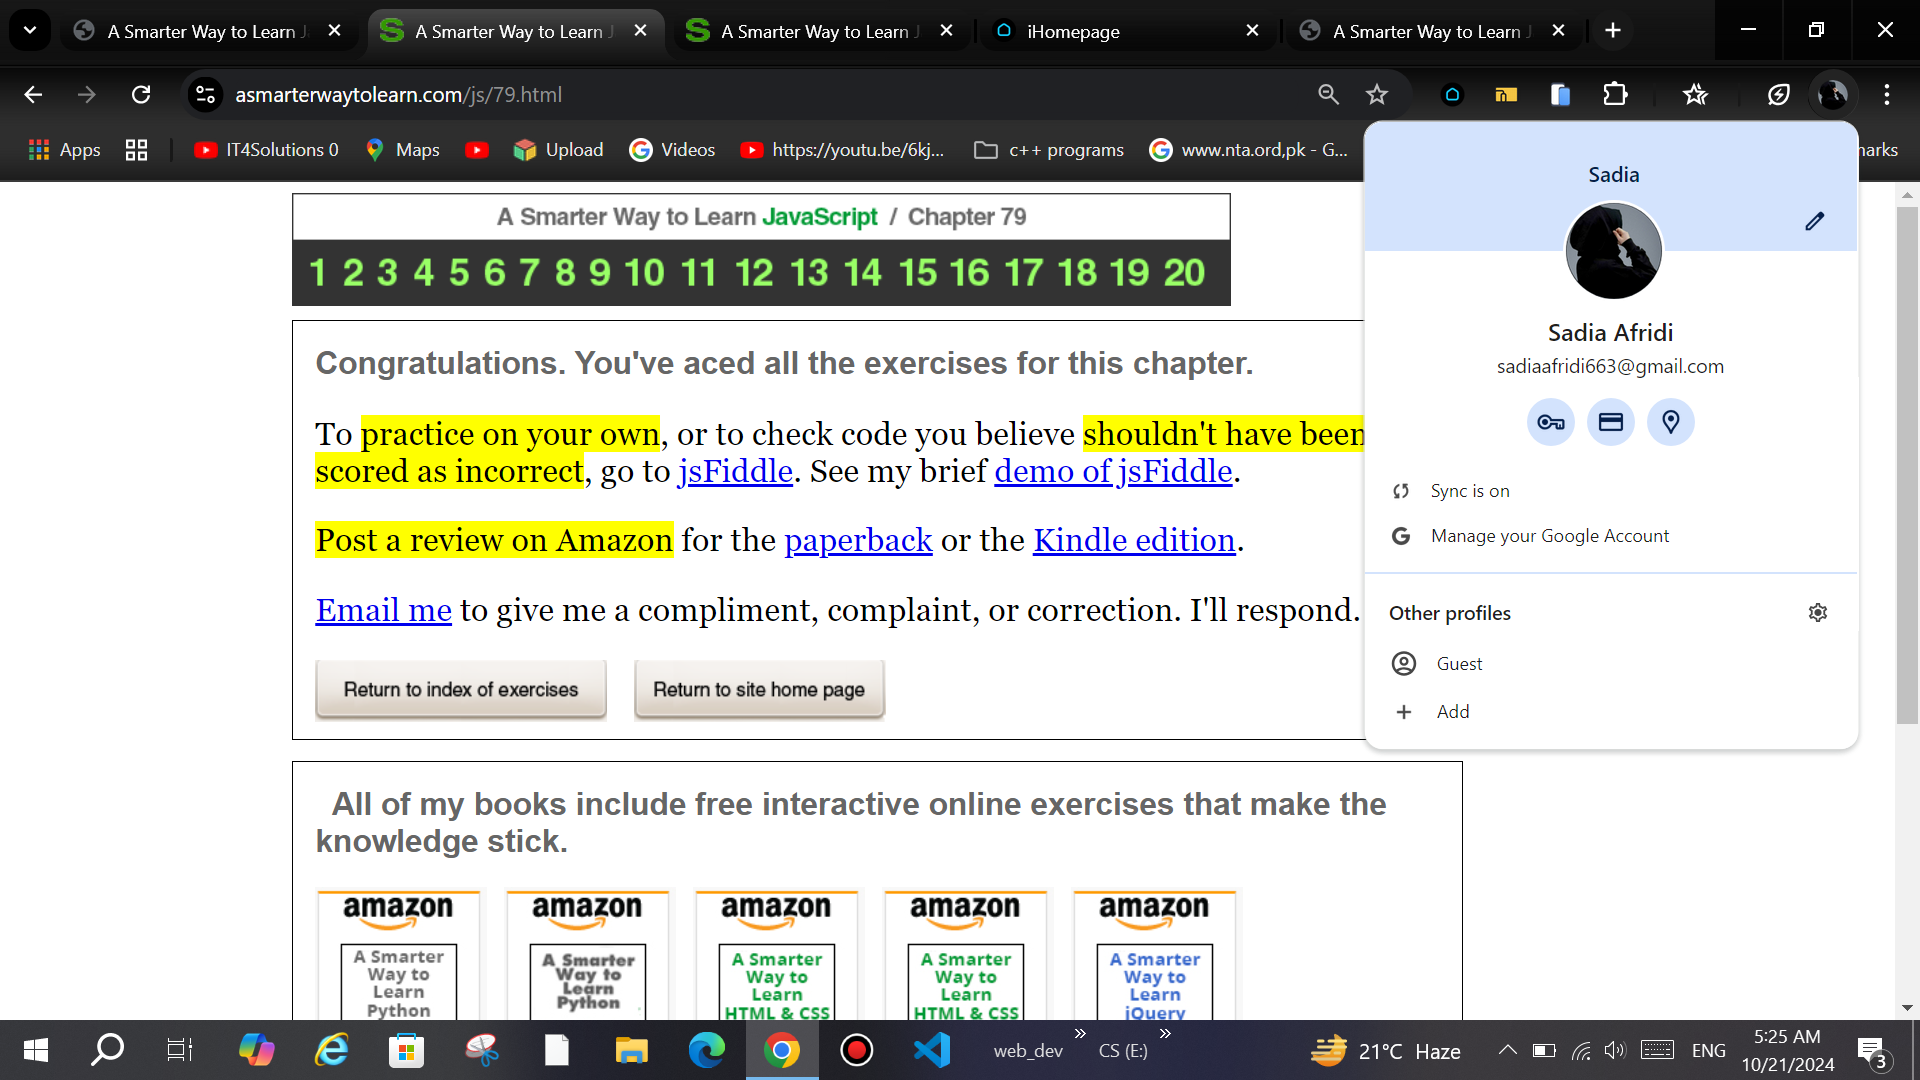 A Smarter Way to Learn J
A Smarter Way to Learn J
A Smarter Way to Learn J
iHomepage
A Smarter Way to Learn J
asmarterwaytolearn.com/js/79.html
Apps
IT4Solutions 0
Maps
Upload
Videos
https://youtu.be/6kj...
c++ programs
www.nta.ord,pk - G...
narks
A Smarter Way to Learn JavaScript / Chapter 79
1 2 3 4 5 6 7 8 9 10 11 12 13 14 15 16 17 18 19 20
Congratulations. You've aced all the exercises for this chapter.
To practice on your own, or to check code you believe shouldn't have been
scored as incorrect, go to jsFiddle. See my brief demo of jsFiddle.
Post a review on Amazon for the paperback or the Kindle edition.
Email me to give me a compliment, complaint, or correction. I'll respond.
Return to index of exercises
Return to site home page
All of my books include free interactive online exercises that make the
knowledge stick.
amazon
A Smarter
Way to
Learn
Python
amazon
A Smarter
Way to
Learn
Python
amazon
A Smarter
Way to
Learn
HTML & CSS
amazon
A Smarter
Way to
Learn
HTML & CSS
amazon
A Smarter
Way to
Learn
jQuery
Sadia
Sadia Afridi
sadiaafridi663@gmail.com
Sync is on
Manage your Google Account
Other profiles
Guest
Add
web_dev
CS (E:)
21°C Haze
ENG
5:25 AM
10/21/2024
3